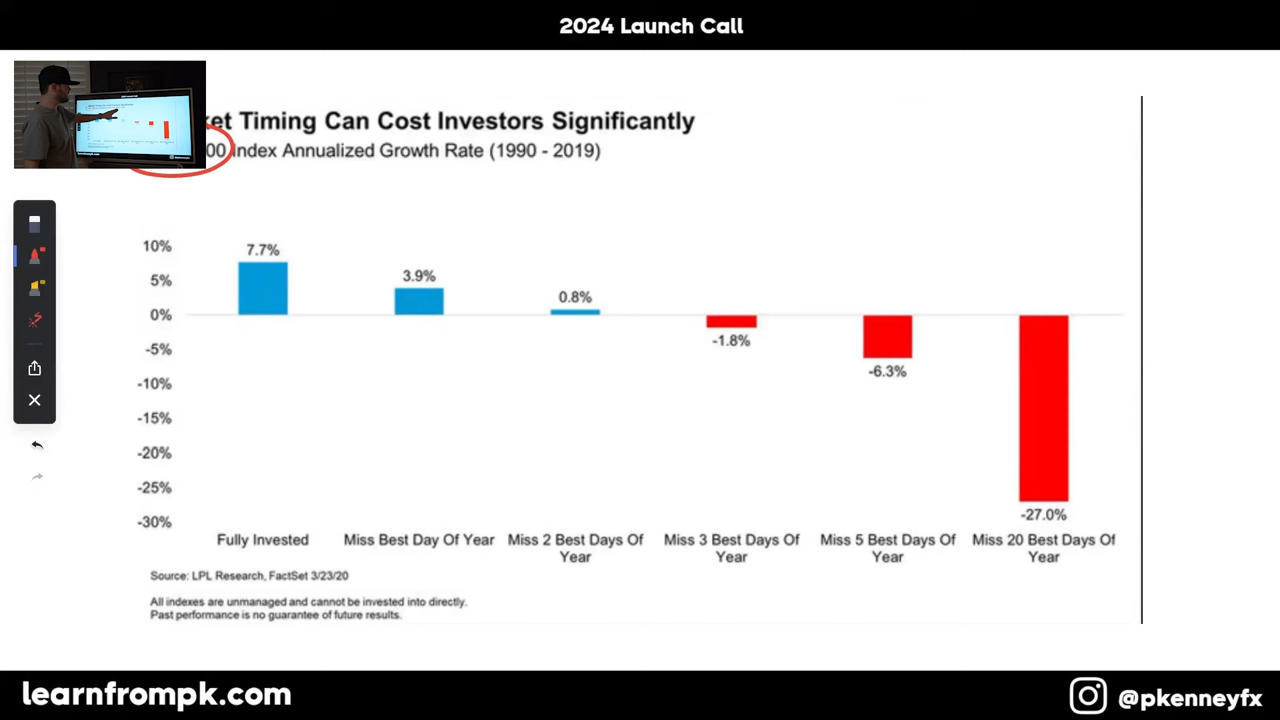 2024 Launch Call
Timing Can Cost Investors Significantly
Index Annualized Growth Rate (1990 - 2019)
10%
5%
0%
-5%
-10%
-15%
-20%
-25%
-30%
7.7%
3.9%
0.8%
-1.8%
-6.3%
-27.0%
Fully Invested
Miss Best Day Of Year
Miss 2 Best Days Of
Year
Miss 3 Best Days Of
Year
Miss 5 Best Days Of
Year
Miss 20 Best Days Of
Year
Source: LPL Research, FactSet 3/23/20
All indexes are unmanaged and cannot be invested into directly.
Past performance is no guarantee of future results.
learnfrompk.com
@pkenneyfx